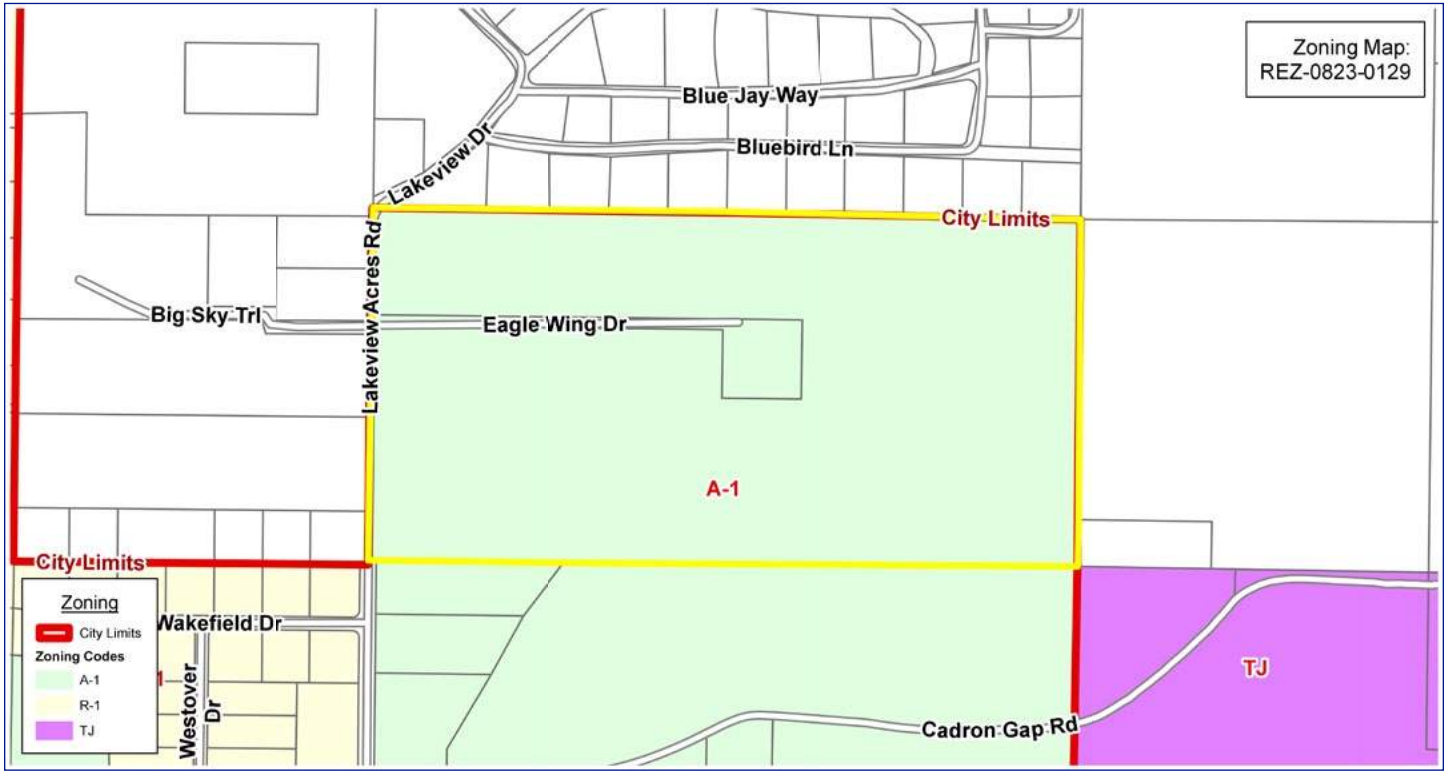 Zoning Map:
REZ-0823-0129
Blue Jay Way
Bluebird Ln
Lakeview Dr
City Limits
Lakeview Acres Rd
Big Sky Trl
Eagle Wing Dr
A-1
City Limits
Zoning
City Limits
Zoning Codes
A-1
R-1
TJ
Wakefield Dr
1
Westover
Dr
TJ
Cadron Gap Rd